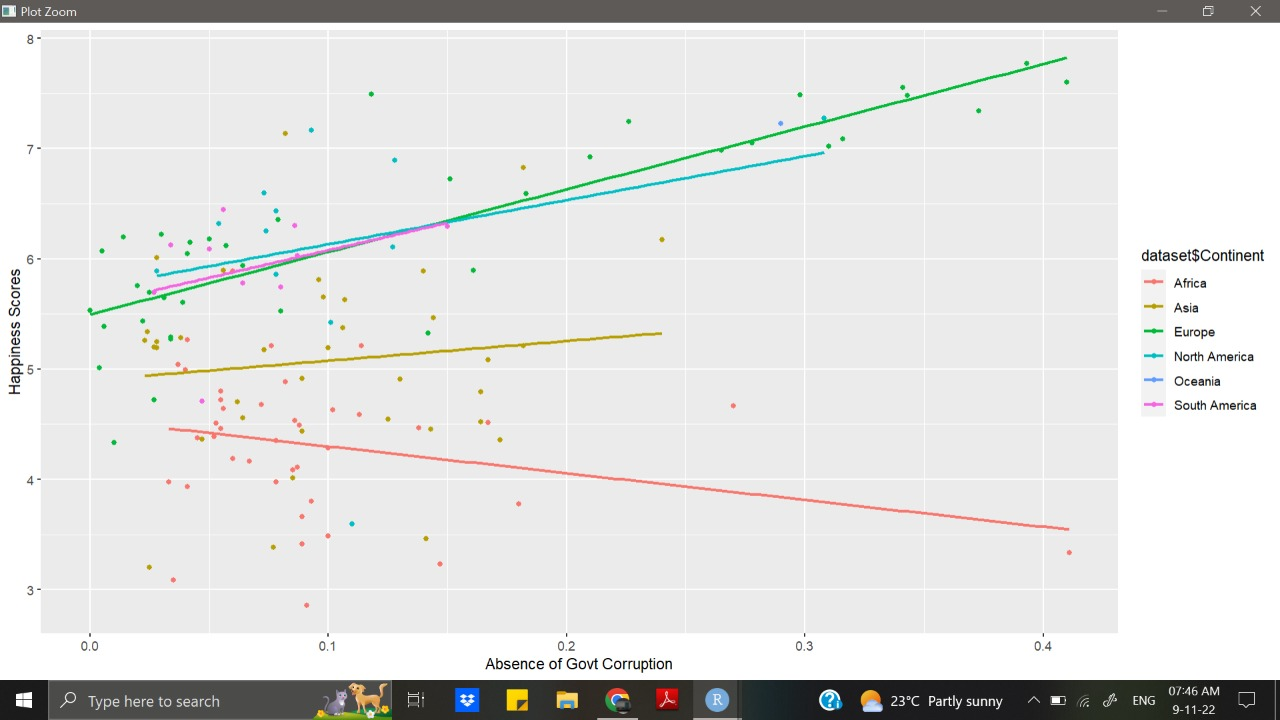 Plot Zoom
8
7
6
5
4
3
Happiness Scores
0.0 0.1 0.2 0.3 0.4
Absence of Govt Corruption
dataset$Continent
Africa
Asia
Europe
North America
Oceania
South America
Type here to search
R
23°C Partly sunny
ENG
07:46 AM
9-11-22